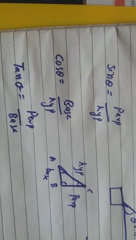 Sinθ = Perp
hyp
Cosθ = Base
hyp
Tanθ = Perp
Base
C
hyp
Perp
A base B